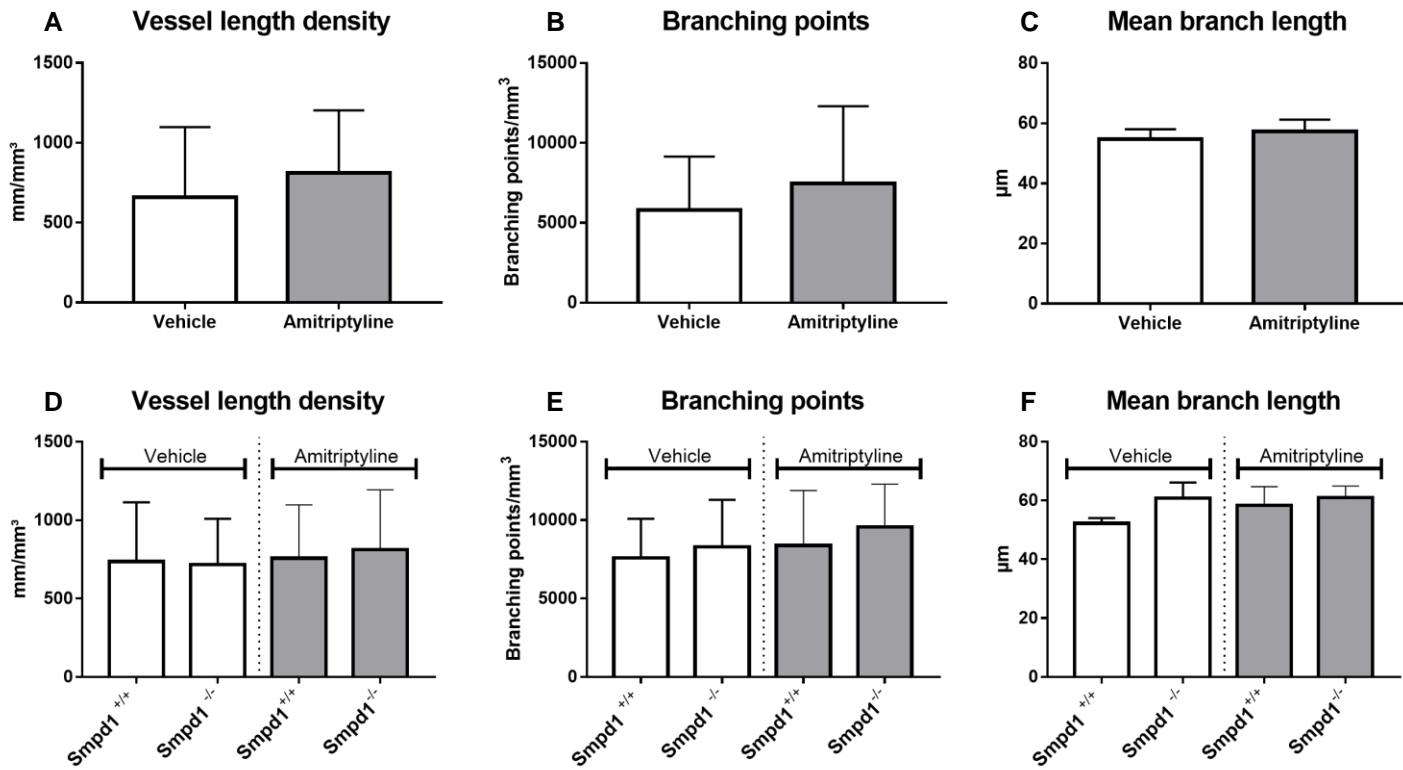 A Vessel length density
1500
1000
500
0
mm/mm³
Vehicle Amitriptyline
B Branching points
15000
10000
5000
0
Branching points/mm³
Vehicle Amitriptyline
C Mean branch length
80
60
40
20
0
µm
Vehicle Amitriptyline
D Vessel length density
1500
1000
500
0
mm/mm³
Vehicle Amitriptyline
Smpd1 +/+ Smpd1 -/- Smpd1 +/+ Smpd1 -/-
E Branching points
15000
10000
5000
0
Branching points/mm³
Vehicle Amitriptyline
Smpd1 +/+ Smpd1 -/- Smpd1 +/+ Smpd1 -/-
F Mean branch length
80
60
40
20
0
µm
Vehicle Amitriptyline
Smpd1 +/+ Smpd1 -/- Smpd1 +/+ Smpd1 -/-